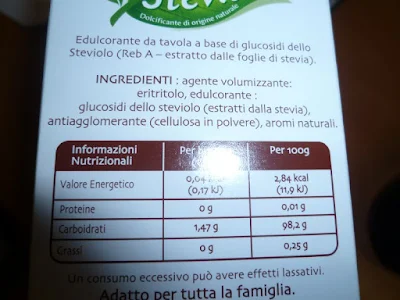 Stevi
Dolcificante di origine naturale
Edulcorante da tavola a base di glucosidi dello
Steviolo (Reb A – estratto dalle foglie di stevia).
INGREDIENTI : agente volumizzante:
eritritolo, edulcorante :
glucosidi dello steviolo (estratti dalla stevia),
antiagglomerante (cellulosa in polvere), aromi naturali.
Informazioni Nutrizionali Per Per 100g
Valore Energetico (0,17 kJ) 2,84 kcal (11,9 kJ)
Proteine 0 g 0,01 g
Carboidrati 1,47 g 98,2 g
Grassi 0 g 0,25 g
Un consumo eccessivo può avere effetti lassativi.
Adatto per tutta la famiglia.